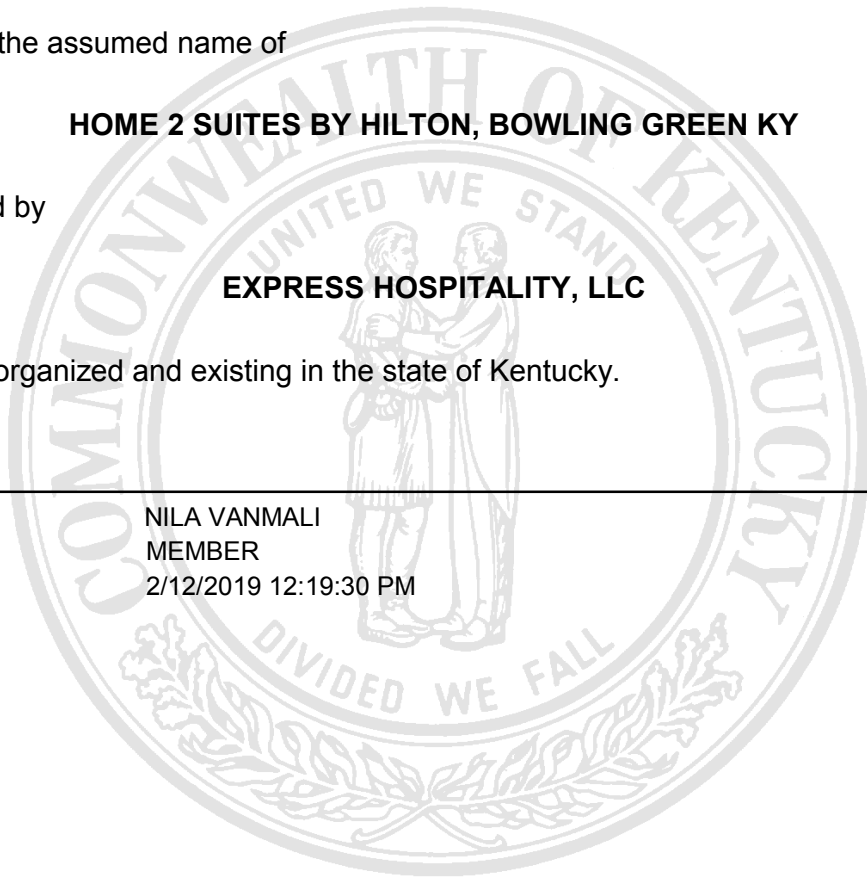 the assumed name of
HOME 2 SUITES BY HILTON, BOWLING GREEN KY
d by
EXPRESS HOSPITALITY, LLC
organized and existing in the state of Kentucky.
NILA VANMALI
MEMBER
2/12/2019 12:19:30 PM
COMMONWEALTH OF KENTUCKY
UNITED WE STAND
DIVIDED WE FALL